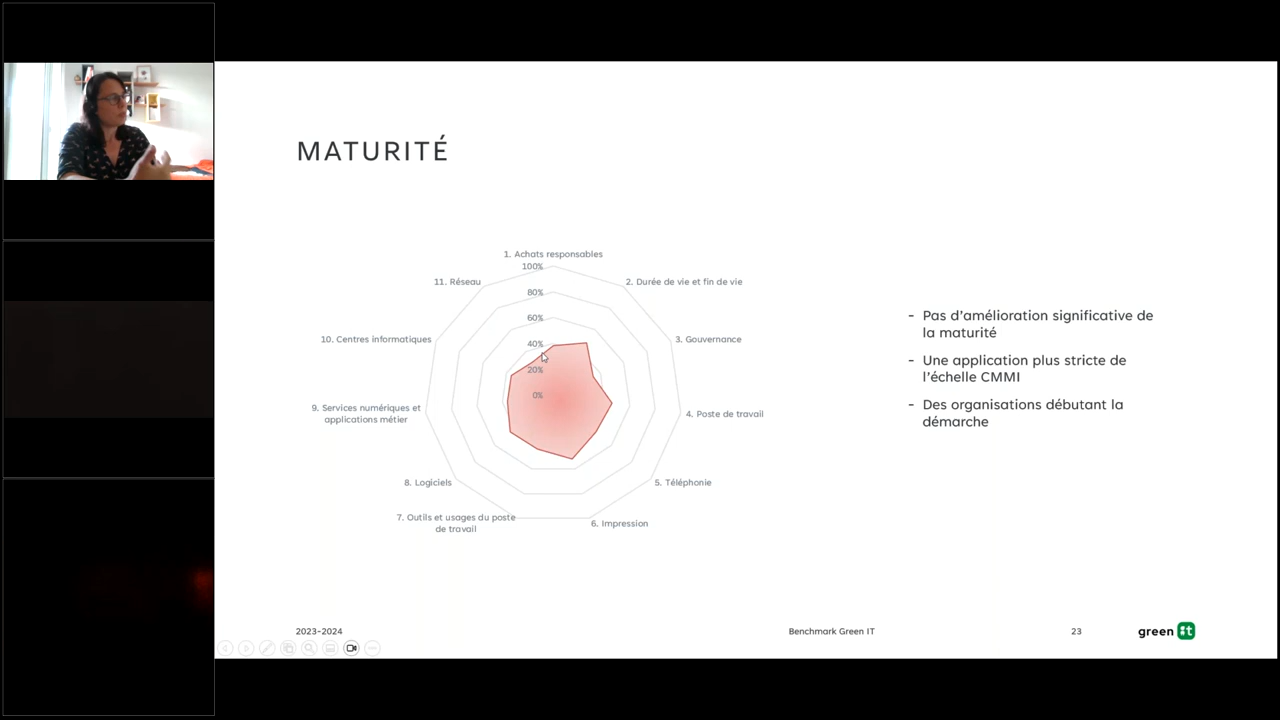 MATURITÉ
1. Achats responsables
100%
11. Réseau
2. Durée de vie et fin de vie
80%
60%
10. Centres informatiques
40%
3. Gouvernance
20%
0%
9. Services numériques et
applications métier
4. Poste de travail
8. Logiciels
5. Téléphonie
7. Outils et usages du poste
de travail
6. Impression
- Pas d'amélioration significative de
la maturité
- Une application plus stricte de
l'échelle CMMI
- Des organisations débutant la
démarche
2023-2024
Benchmark Green IT
23
green it